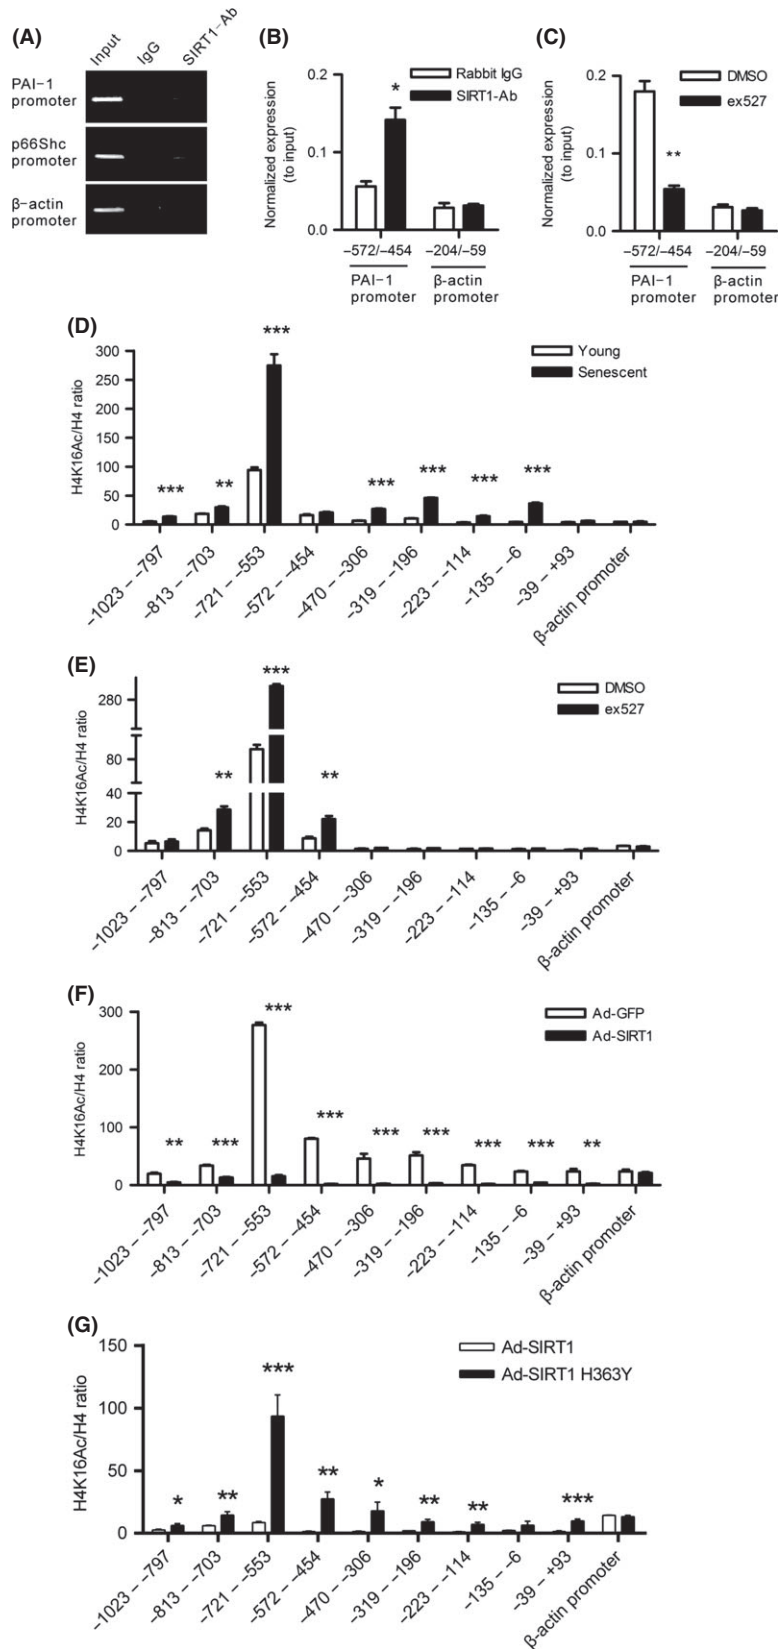 (A)
Input
IgG
SIRT1−Ab
PAI−1
promoter
p66Shc
promoter
β−actin
promoter
(B)
Normalized expression
(to input)
0.2
0.1
0.0
*
Rabbit IgG
SIRT1-Ab
−572/−454
−204/−59
PAI−1
promoter
β-actin
promoter
(C)
Normalized expression
(to input)
0.2
0.1
0.0
**
DMSO
ex527
−572/−454
−204/−59
PAI−1
promoter
β-actin
promoter
(D)
H4K16Ac/H4 ratio
300
250
200
150
100
50
0
*** ** *** *** *** *** ***
Young
Senescent
−1023 – −797
−813 – −703
−721 – −553
−572 – −454
−470 – −306
−319 – −196
−223 – −114
−135 – −6
−39 – +93
β-actin promoter
(E)
H4K16Ac/H4 ratio
280
80
40
20
0
** *** **
DMSO
ex527
−1023 – −797
−813 – −703
−721 – −553
−572 – −454
−470 – −306
−319 – −196
−223 – −114
−135 – −6
−39 – +93
β-actin promoter
(F)
H4K16Ac/H4 ratio
300
200
100
0
** *** *** *** *** *** *** *** **
Ad-GFP
Ad-SIRT1
−1023 – −797
−813 – −703
−721 – −553
−572 – −454
−470 – −306
−319 – −196
−223 – −114
−135 – −6
−39 – +93
β-actin promoter
(G)
H4K16Ac/H4 ratio
150
100
50
0
* ** *** ** * ** ** ***
Ad-SIRT1
Ad-SIRT1 H363Y
−1023 – −797
−813 – −703
−721 – −553
−572 – −454
−470 – −306
−319 – −196
−223 – −114
−135 – −6
−39 – +93
β-actin promoter